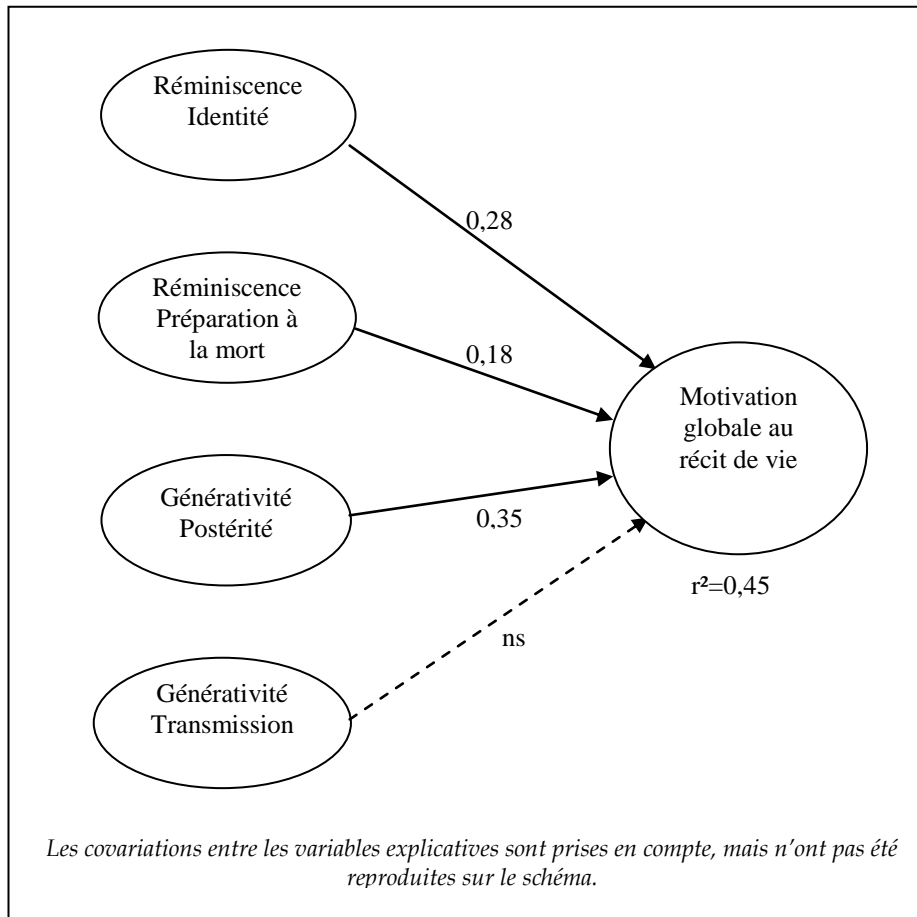 Réminiscence
Identité
0,28
Réminiscence
Préparation à
la mort
0,18
Motivation
globale au
récit de vie
Générativité
Postérité
0,35
r²=0,45
ns
Générativité
Transmission
Les covariations entre les variables explicatives sont prises en compte, mais n'ont pas été
reproduites sur le schéma.